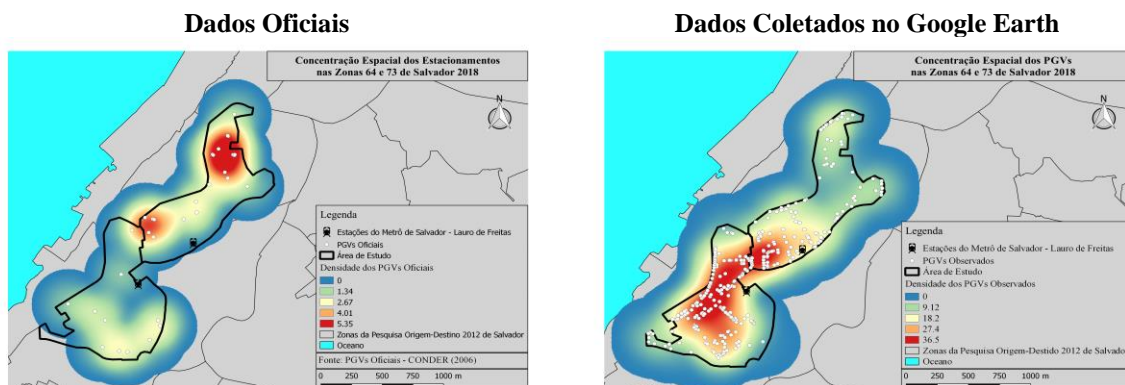 Dados Oficiais
Concentração Espacial dos Estacionamentos
nas Zonas 64 e 73 de Salvador 2018
N
Legenda
Estações do Metrô de Salvador - Lauro de Freitas
PGVs Oficiais
Área de Estudo
Densidade dos PGVs Oficiais
0
1.34
2.67
4.01
5.35
Zonas da Pesquisa Origem-Destino 2012 de Salvador
Oceano
Fonte: PGVs Oficiais - CONDER (2006)
0 250 500 750 1000 m
Dados Coletados no Google Earth
Concentração Espacial dos PGVs
nas Zonas 64 e 73 de Salvador 2018
N
Legenda
Estações do Metrô de Salvador - Lauro de Freitas
PGVs Observados
Área de Estudo
Densidade dos PGVs Observados
0
9.12
18.2
27.4
36.5
Zonas da Pesquisa Origem-Destido 2012 de Salvador
Oceano
0 250 500 750 1000 m